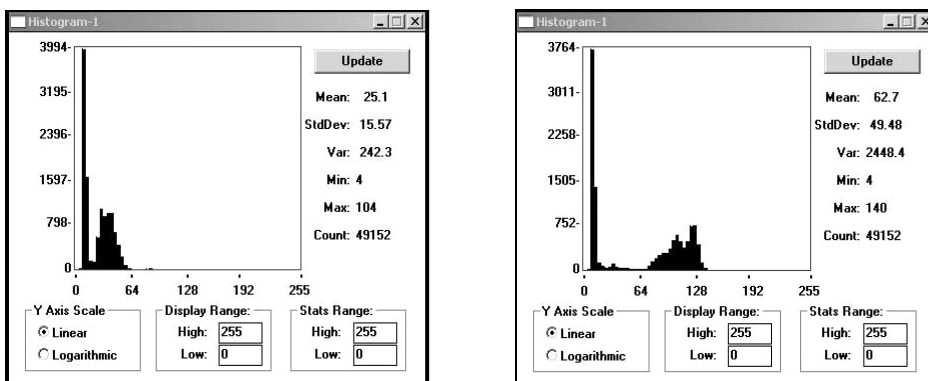 Histogram-1
3994-
3195-
2396-
1597-
798-
0
0 64 128 192 255
Update
Mean: 25.1
StdDev: 15.57
Var: 242.3
Min: 4
Max: 104
Count: 49152
Y Axis Scale
Linear
Logarithmic
Display Range:
High: 255
Low: 0
Stats Range:
High: 255
Low: 0
Histogram-1
3764-
3011-
2258-
1505-
752-
0
0 64 128 192 255
Update
Mean: 62.7
StdDev: 49.48
Var: 2448.4
Min: 4
Max: 140
Count: 49152
Y Axis Scale
Linear
Logarithmic
Display Range:
High: 255
Low: 0
Stats Range:
High: 255
Low: 0